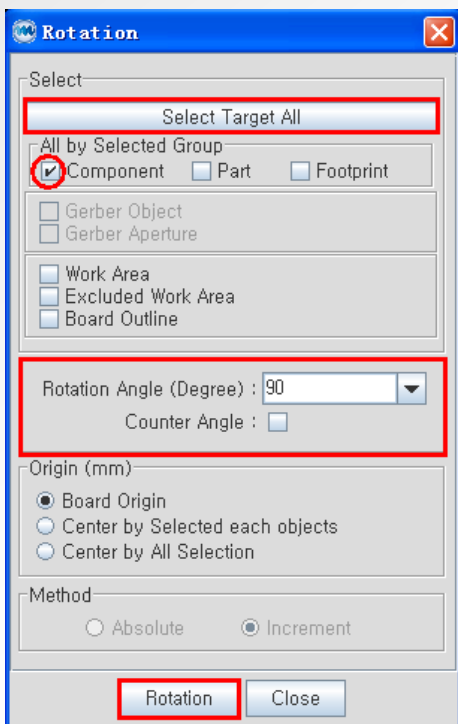 Rotation
Select
Select Target All
All by Selected Group
Component Part Footprint
Gerber Object
Gerber Aperture
Work Area
Excluded Work Area
Board Outline
Rotation Angle (Degree) : 90
Counter Angle :
Origin (mm)
Board Origin
Center by Selected each objects
Center by All Selection
Method
Absolute Increment
Rotation Close